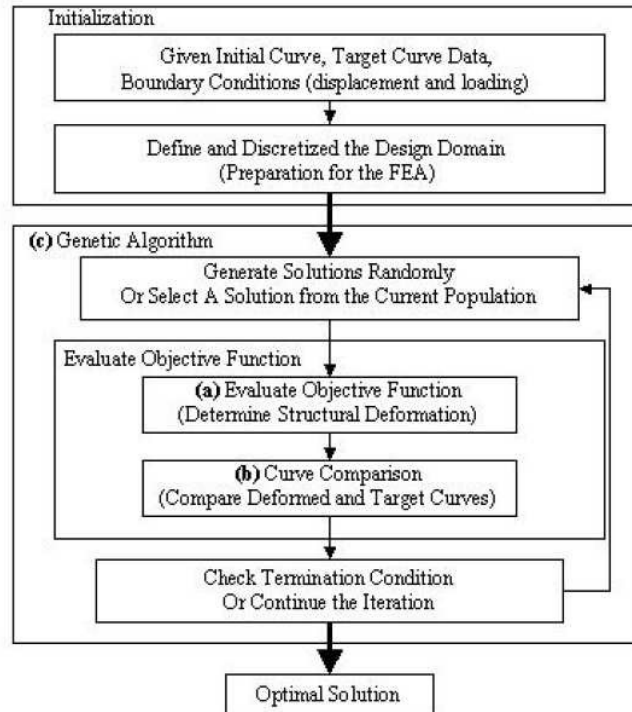 Initialization
Given Initial Curve, Target Curve Data,
Boundary Conditions (displacement and loading)
Define and Discretized the Design Domain
(Preparation for the FEA)
(c) Genetic Algorithm
Generate Solutions Randomly
Or Select A Solution from the Current Population
Evaluate Objective Function
(a) Evaluate Objective Function
(Determine Structural Deformation)
(b) Curve Comparison
(Compare Deformed and Target Curves)
Check Termination Condition
Or Continue the Iteration
Optimal Solution